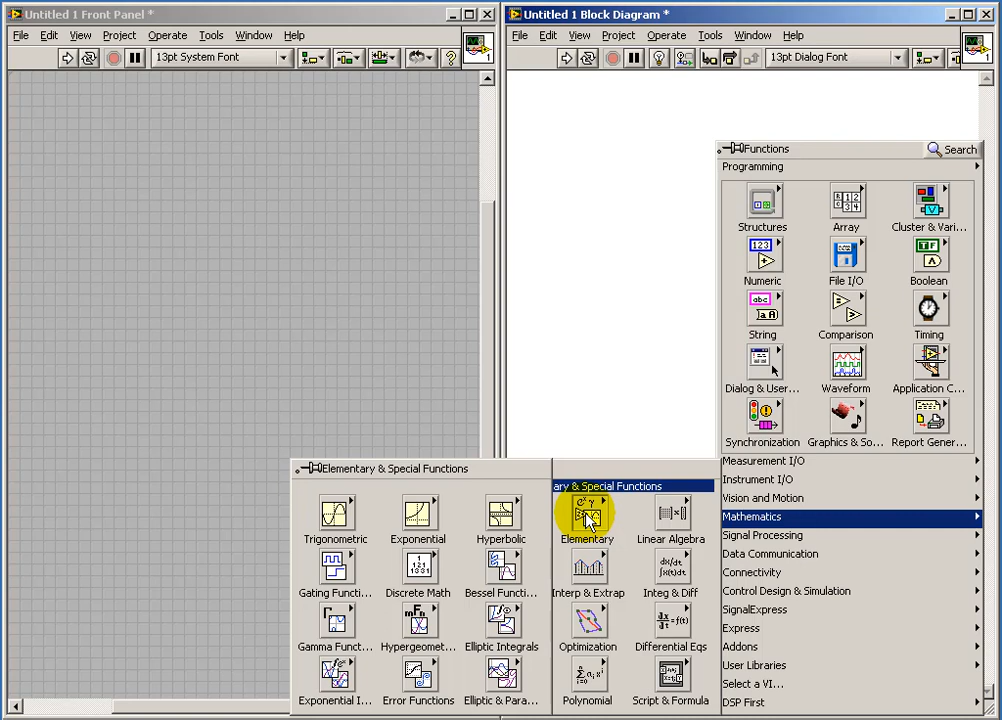 Untitled 1 Front Panel *
File Edit View Project Operate Tools Window Help
13pt System Font
1
Untitled 1 Block Diagram *
File Edit View Project Operate Tools Window Help
13pt Dialog Font
1
Functions
Search
Programming
Structures Array Cluster & Vari...
Numeric File I/O Boolean
String Comparison Timing
Dialog & User... Waveform Application C...
Synchronization Graphics & So... Report Gener...
Measurement I/O
Instrument I/O
Vision and Motion
Mathematics
Signal Processing
Data Communication
Connectivity
Control Design & Simulation
SignalExpress
Express
Addons
User Libraries
Select a VI...
DSP First
ary & Special Functions
Elementary Linear Algebra
Interp & Extrap Integ & Diff
Optimization Differential Eqs
Polynomial Script & Formula
Elementary & Special Functions
Trigonometric Exponential Hyperbolic
Gating Functi... Discrete Math Bessel Functi...
Gamma Funct... Hypergeomet... Elliptic Integrals
Exponential I... Error Functions Elliptic & Para...